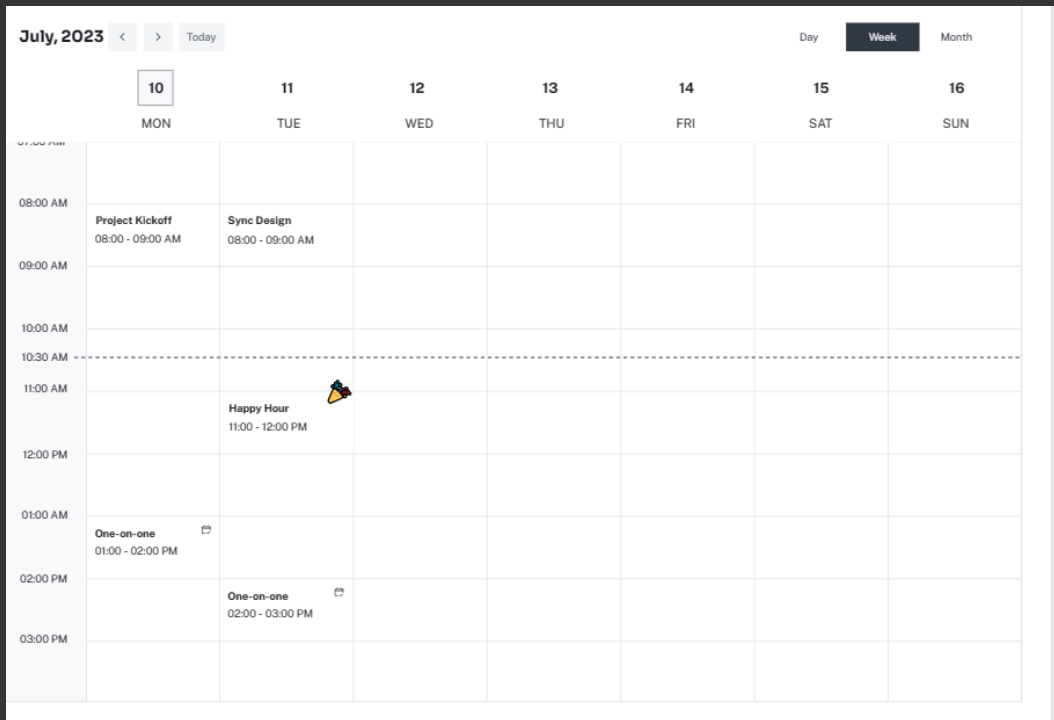 July, 2023
Today
Day
Week
Month
10
11
12
13
14
15
16
MON
TUE
WED
THU
FRI
SAT
SUN
07:00 AM
08:00 AM
Project Kickoff
08:00 - 09:00 AM
Sync Design
08:00 - 09:00 AM
09:00 AM
10:00 AM
10:30 AM
11:00 AM
Happy Hour
11:00 - 12:00 PM
12:00 PM
01:00 AM
One-on-one
01:00 - 02:00 PM
02:00 PM
One-on-one
02:00 - 03:00 PM
03:00 PM